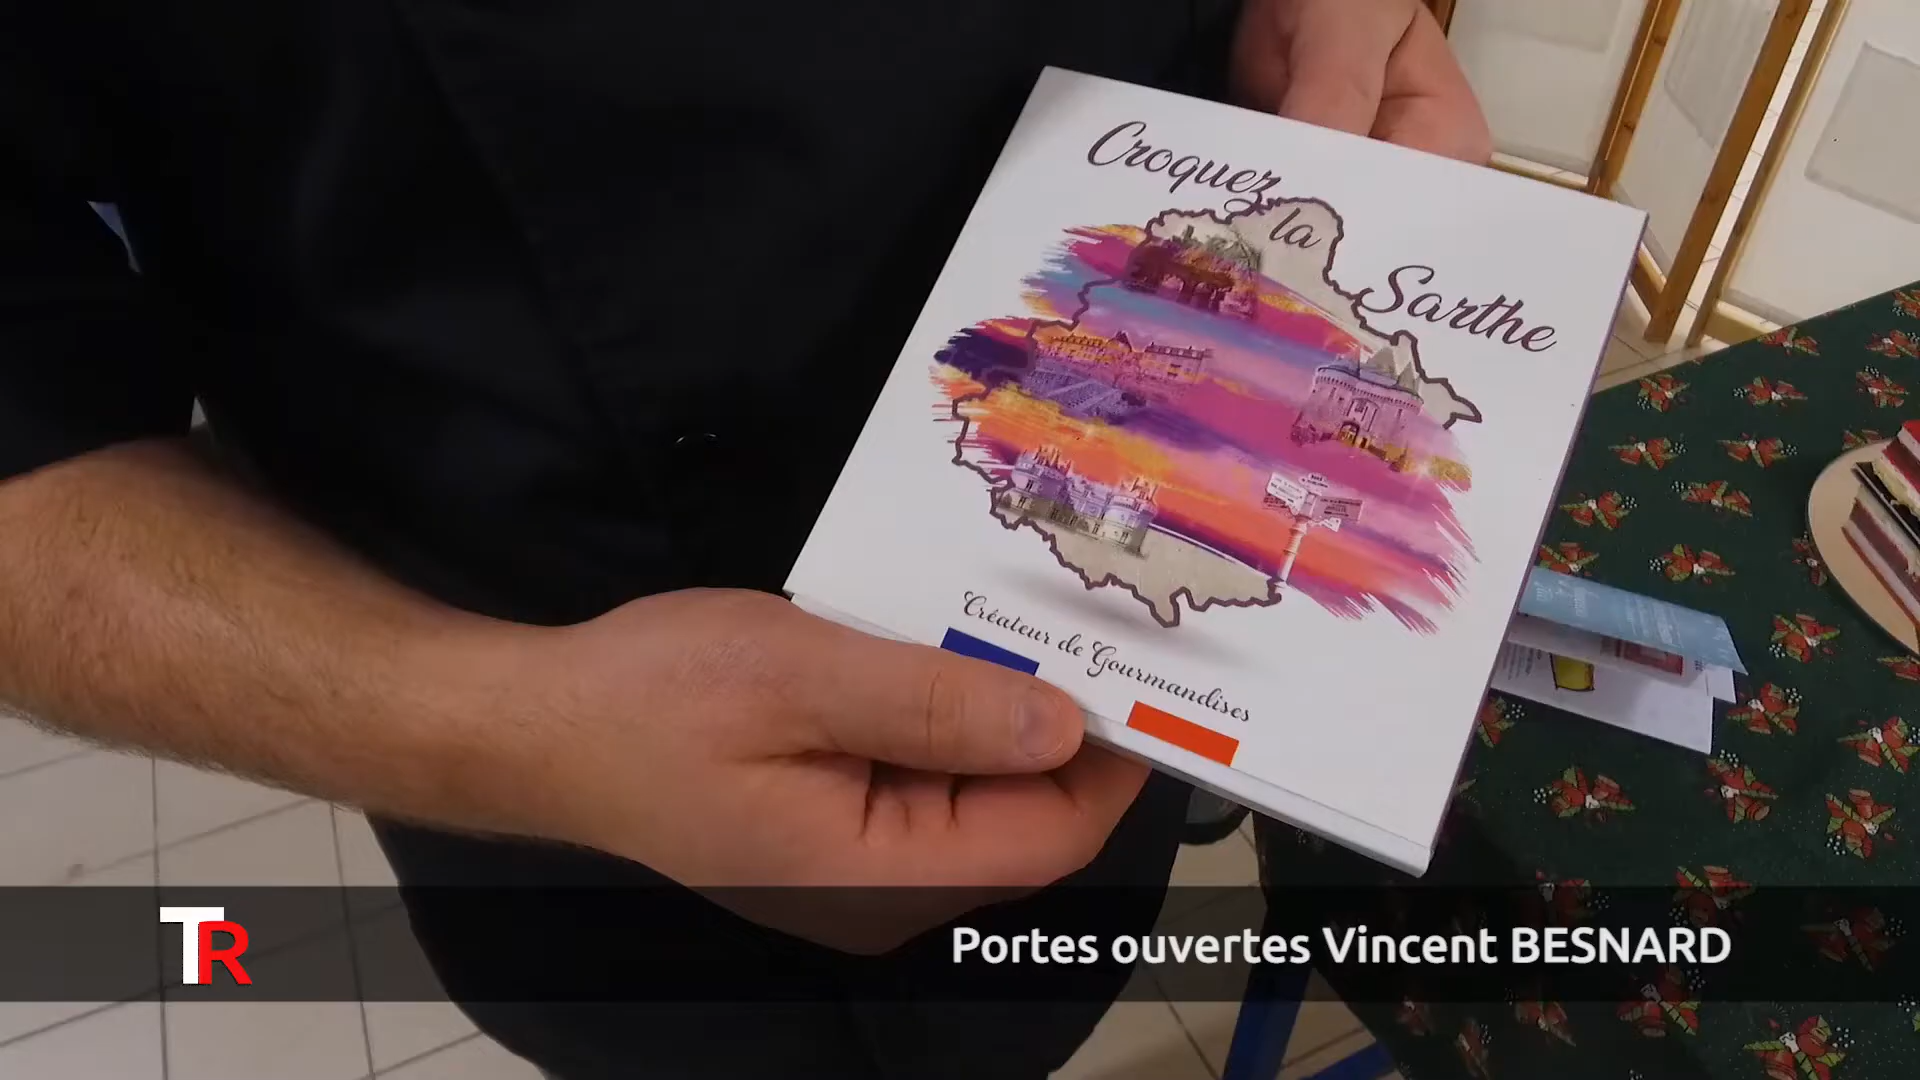 Croquez
la
Sarthe
Créateur de Gourmandises
TR
Portes ouvertes Vincent BESNARD